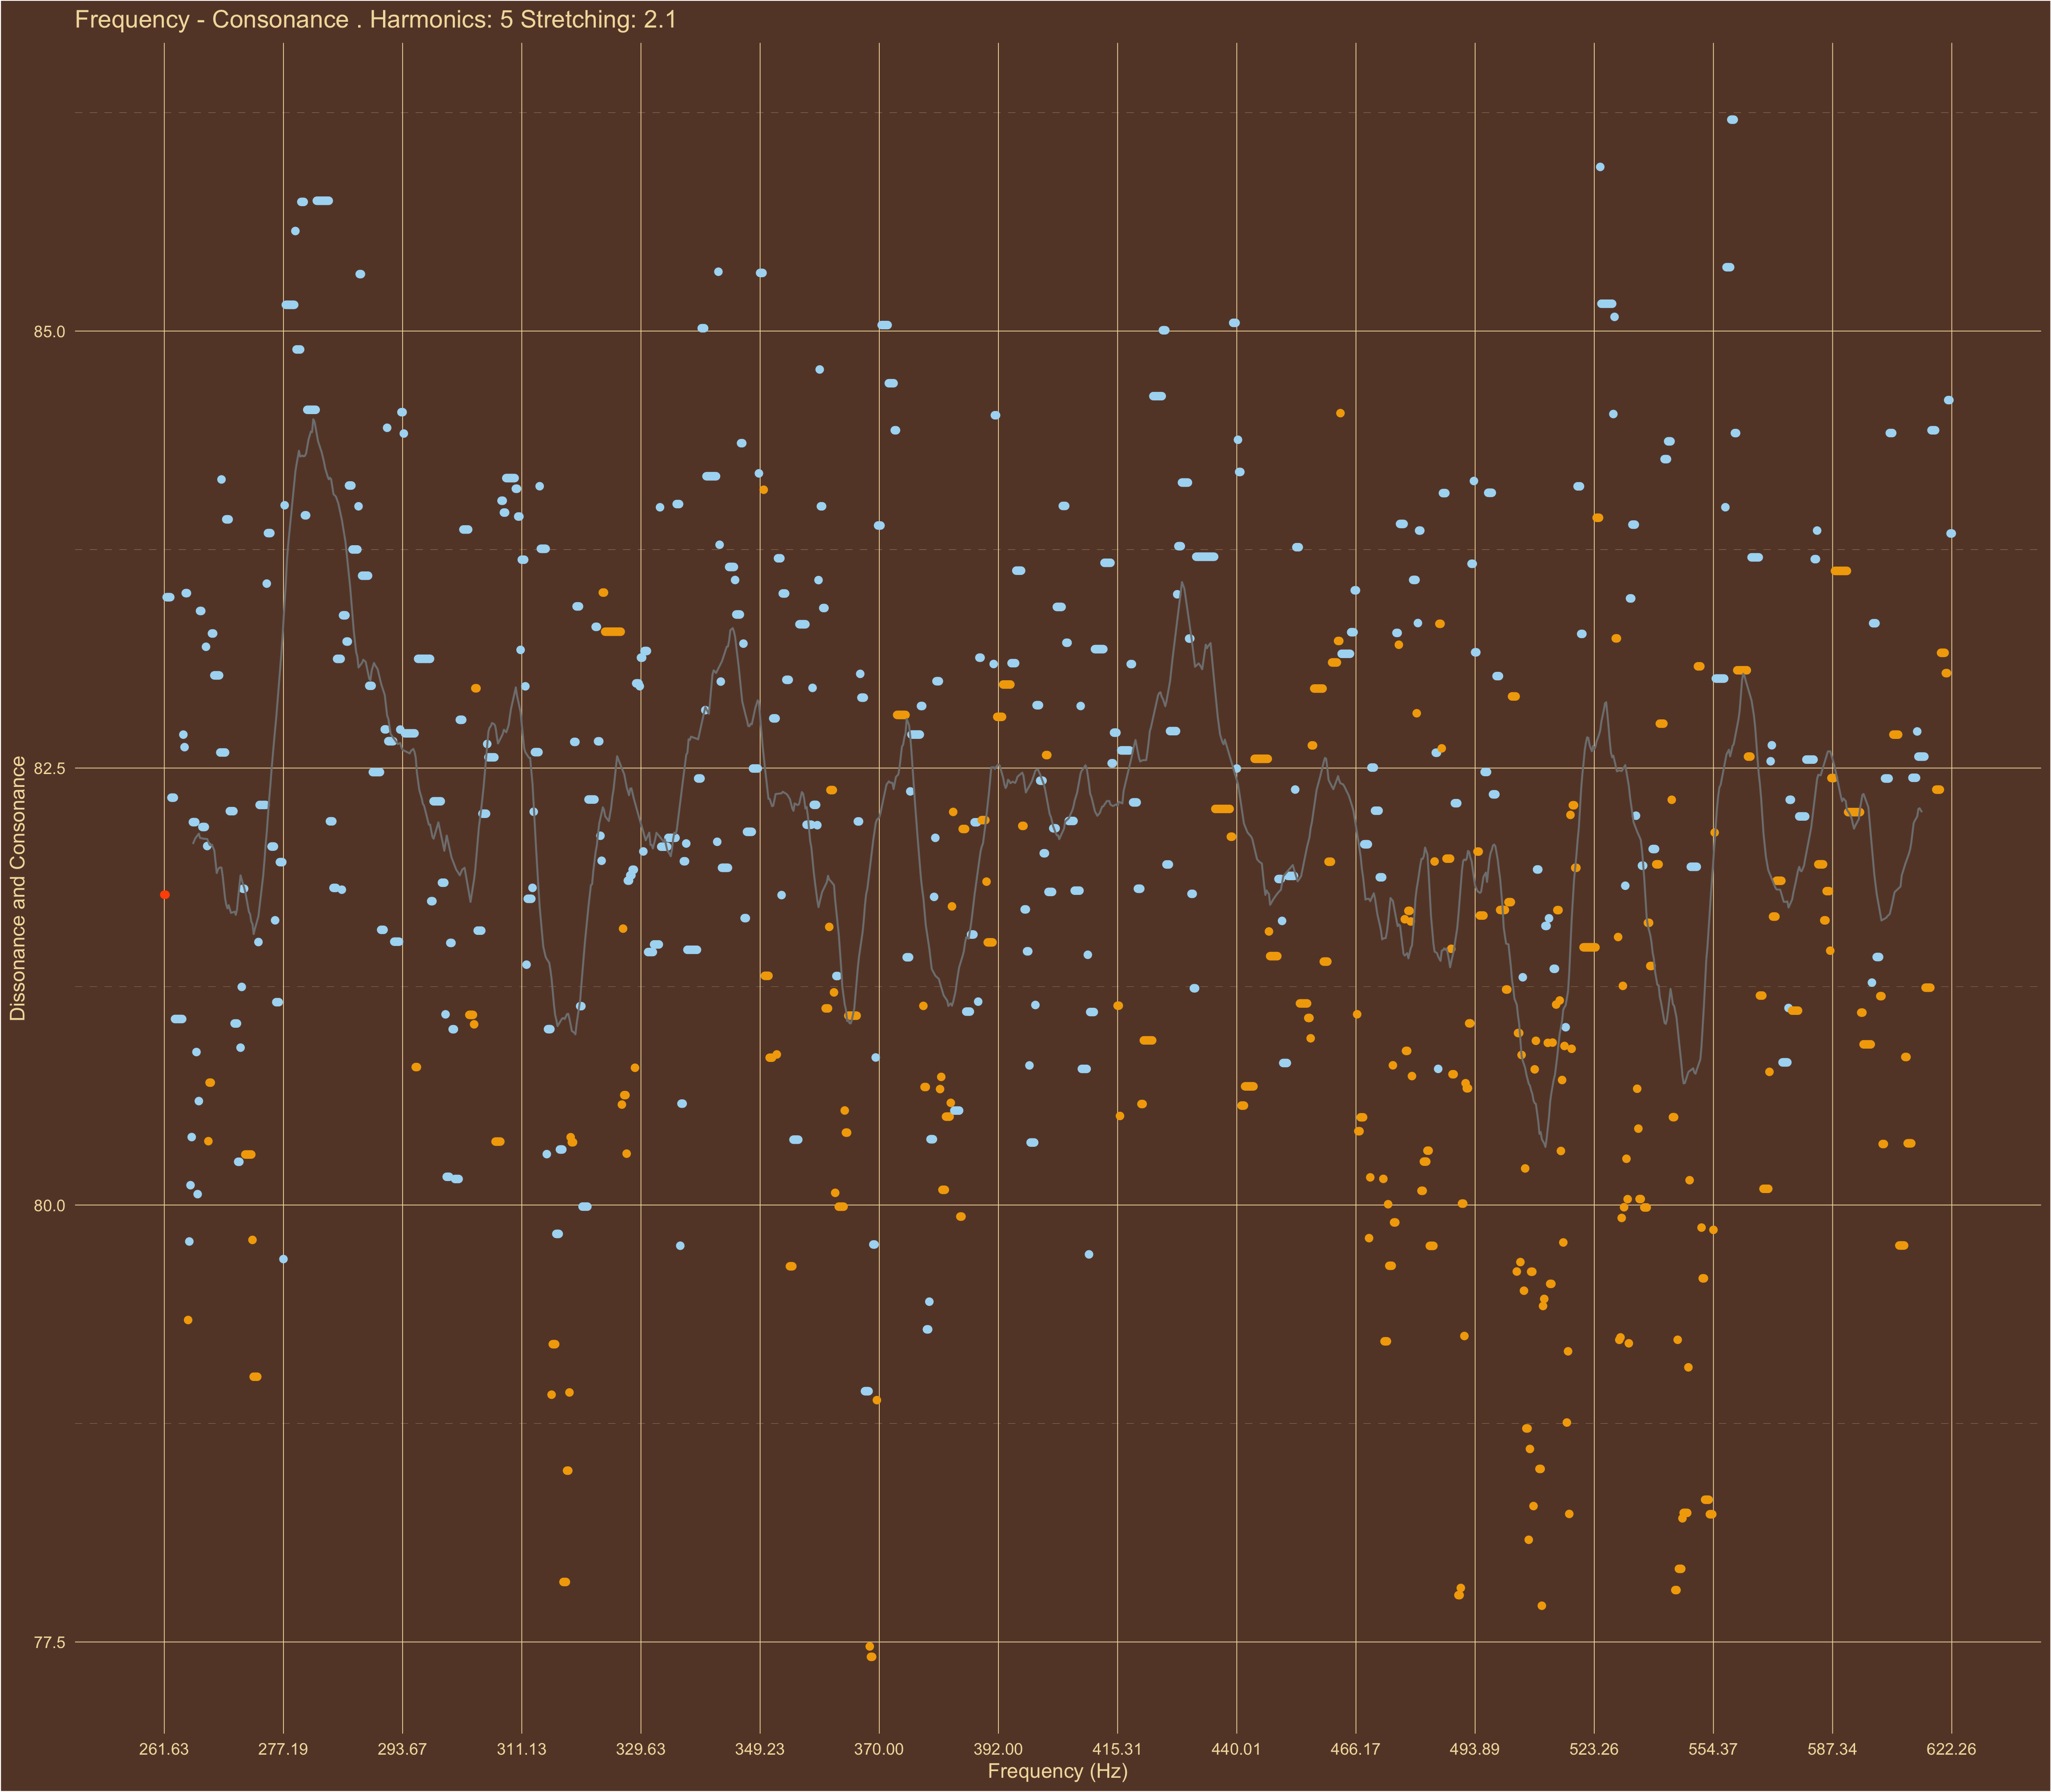 Frequency - Consonance . Harmonics: 5 Stretching: 2.1
Dissonance and Consonance
85.0
82.5
80.0
77.5
261.63 277.19 293.67 311.13 329.63 349.23 370.00 392.00 415.31 440.01 466.17 493.89 523.26 554.37 587.34 622.26
Frequency (Hz)